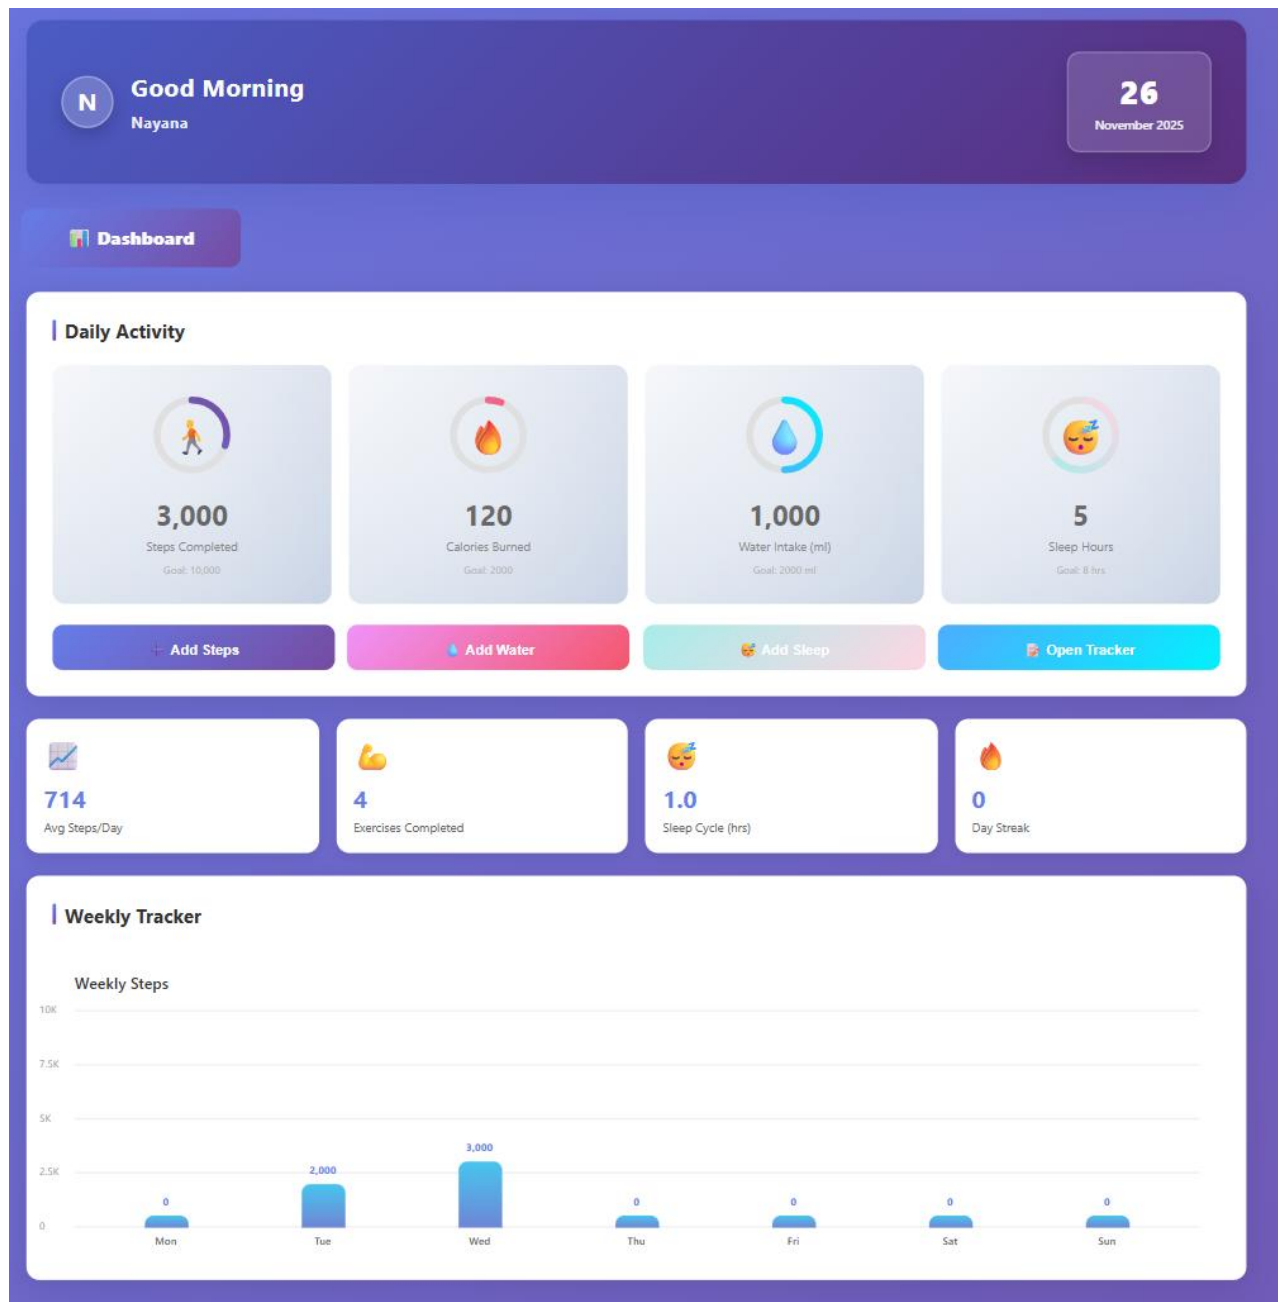 N
Good Morning
Nayana
26
November 2025
Dashboard
Daily Activity
3,000
Steps Completed
Goal: 10,000
120
Calories Burned
Goal: 2000
1,000
Water Intake (ml)
Goal: 2000 ml
5
Sleep Hours
Goal: 8 hrs
Add Steps
Add Water
Add Sleep
Open Tracker
714
Avg Steps/Day
4
Exercises Completed
1.0
Sleep Cycle (hrs)
0
Day Streak
Weekly Tracker
Weekly Steps
10K
7.5K
5K
2.5K
0
0
2,000
3,000
0
0
0
0
Mon Tue Wed Thu Fri Sat Sun